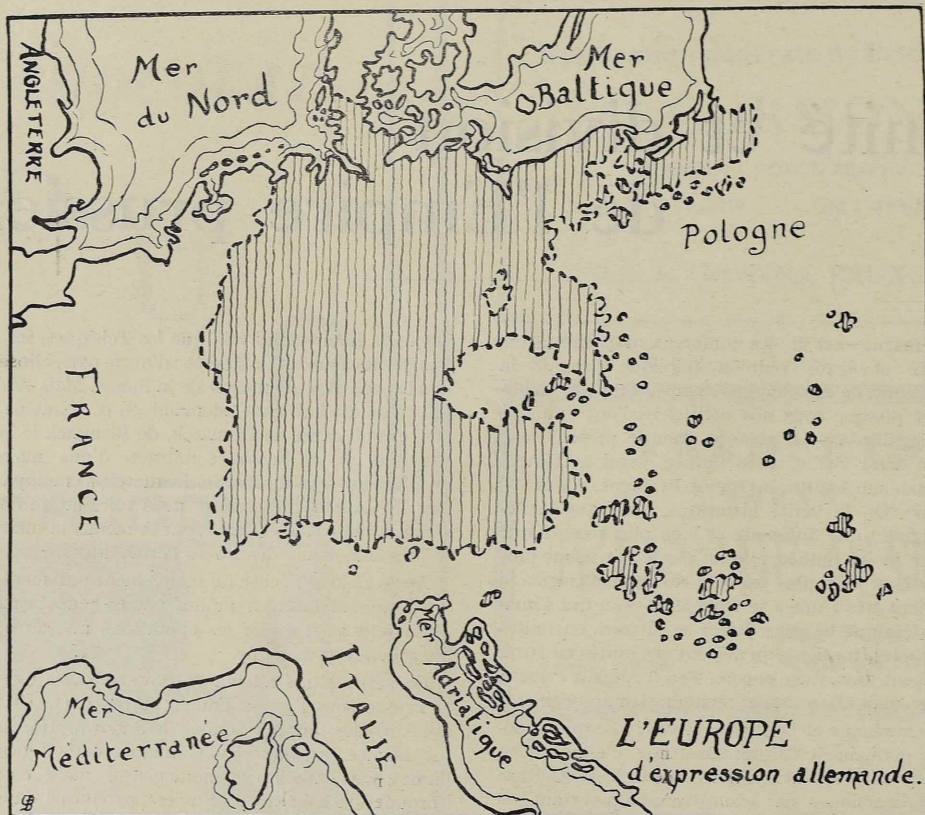 ANGLETERRE
Mer
du Nord
Mer
Baltique
Pologne
FRANCE
ITALIE
Mer
Adriatique
Mer
Méditerranée
L'EUROPE
d'expression allemande.